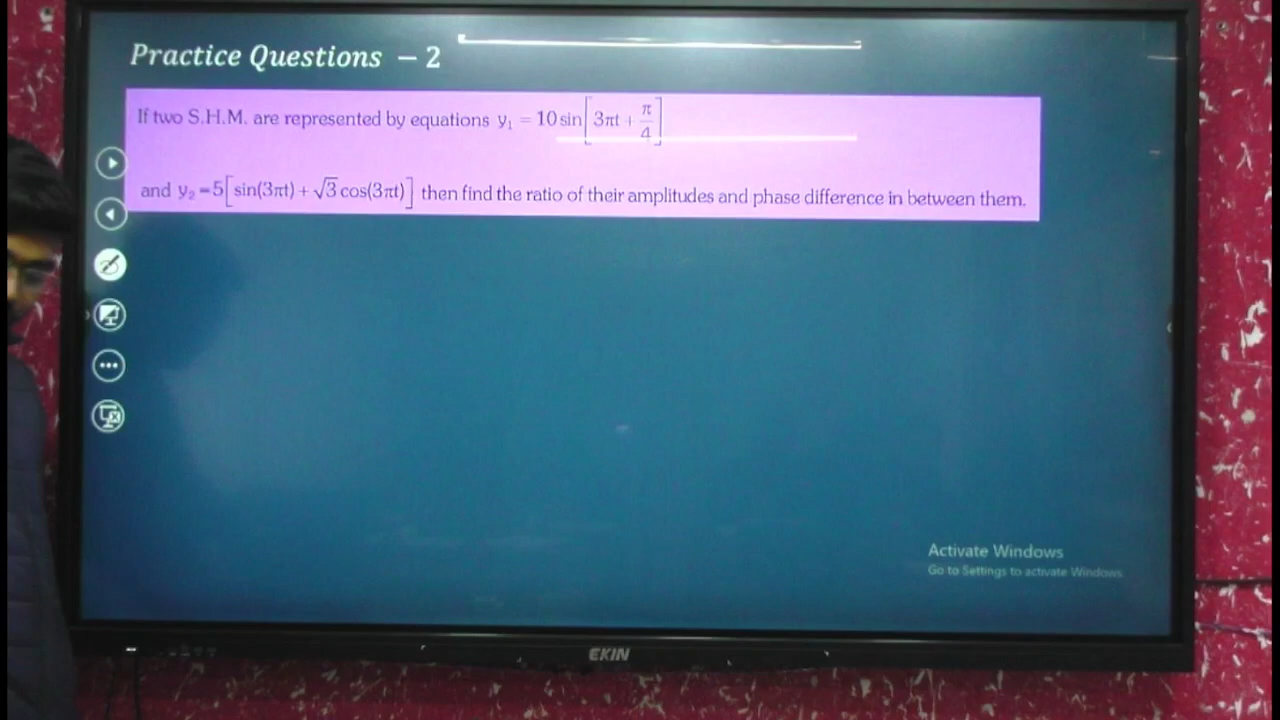 Practice Questions – 2
If two S.H.M. are represented by equations y₁ = 10 sin[3πt + π/4]
and y₂ = 5[sin(3πt) + √3 cos(3πt)] then find the ratio of their amplitudes and phase difference in between them.
Activate Windows
Go to Settings to activate Windows.
EKIN